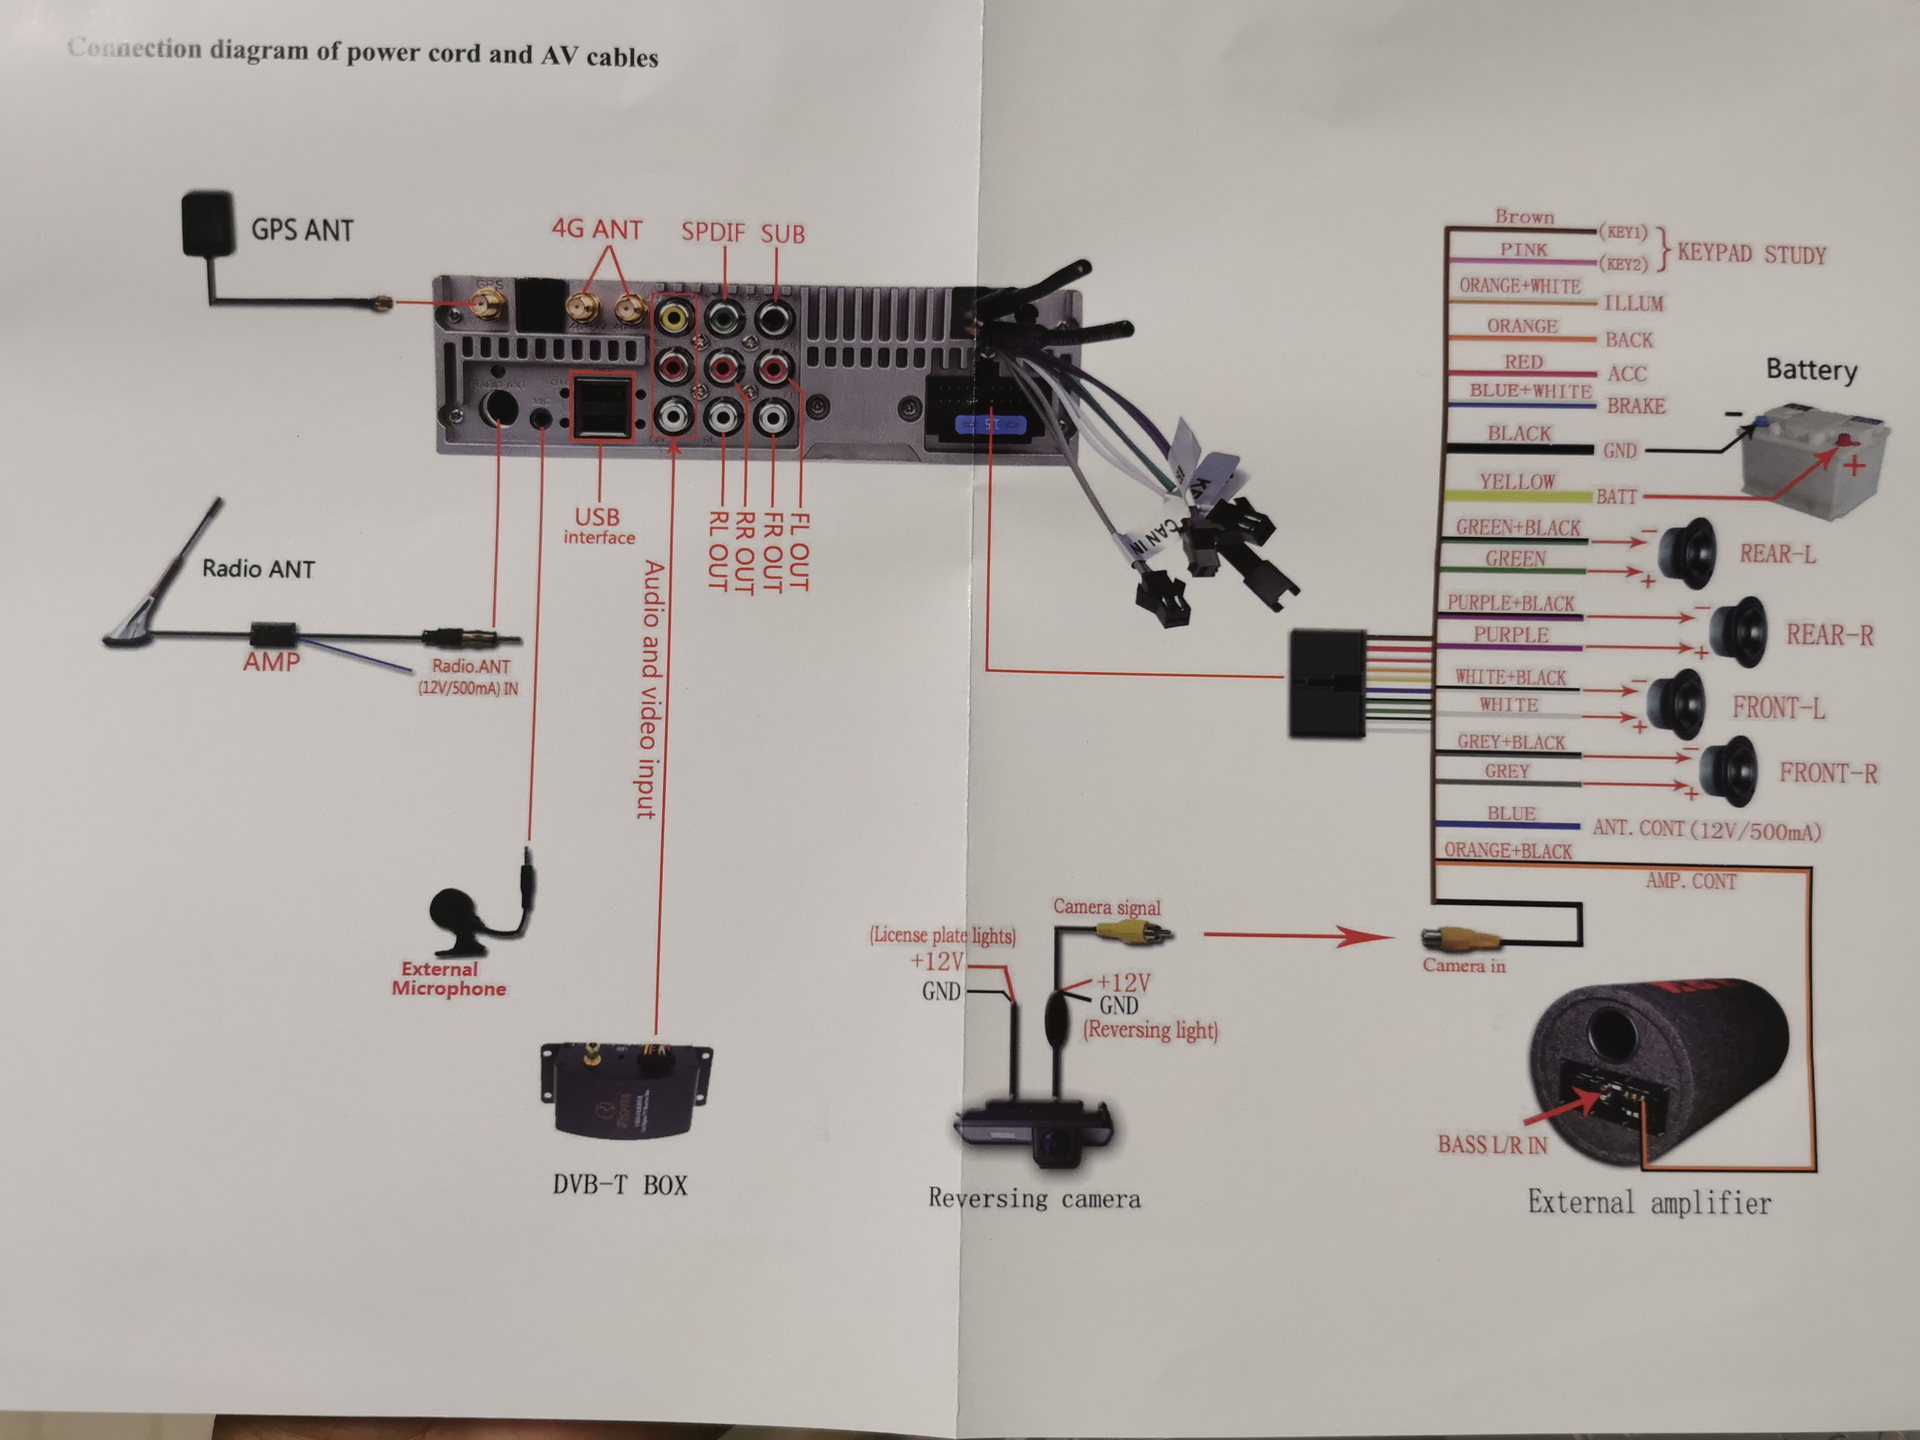 Connection diagram of power cord and AV cables
GPS ANT
4G ANT
SPDIF
SUB
GPS
MIC
15
USB
interface
RL OUT
RR OUT
FR OUT
FL OUT
Audio and video input
CAN IN
Radio ANT
AMP
Radio.ANT
(12V/500mA) IN
External
Microphone
DVB-T BOX
Brown
(KEY1)
PINK
(KEY2)
KEYPAD STUDY
ORANGE+WHITE
ILLUM
ORANGE
BACK
RED
ACC
BLUE+WHITE
BRAKE
BLACK
GND
YELLOW
BATT
Battery
-
+
GREEN+BLACK
-
GREEN
+
REAR-L
PURPLE+BLACK
-
PURPLE
+
REAR-R
WHITE+BLACK
-
WHITE
+
FRONT-L
GREY+BLACK
-
GREY
+
FRONT-R
BLUE
ANT.CONT(12V/500mA)
ORANGE+BLACK
AMP.CONT
Camera signal
(License plate lights)
+12V
GND
+12V
GND
(Reversing light)
Camera in
Reversing camera
BASS L/R IN
External amplifier